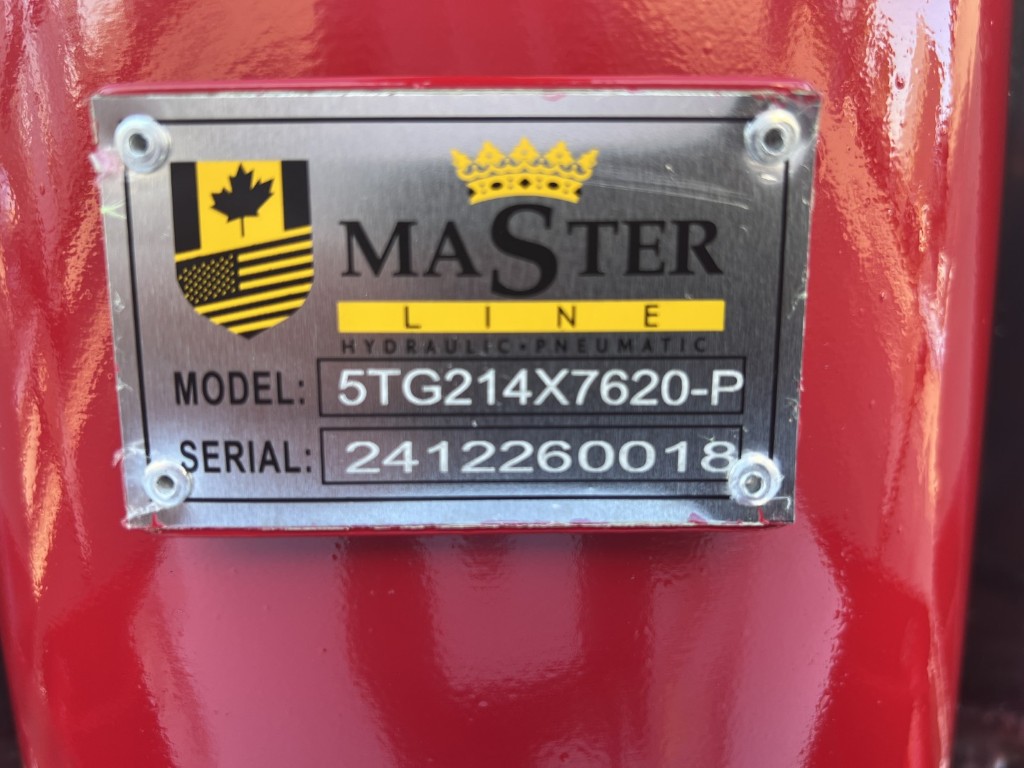 MASTER
LINE
HYDRAULIC•PNEUMATIC
MODEL: 5TG214X7620-P
SERIAL: 2412260018